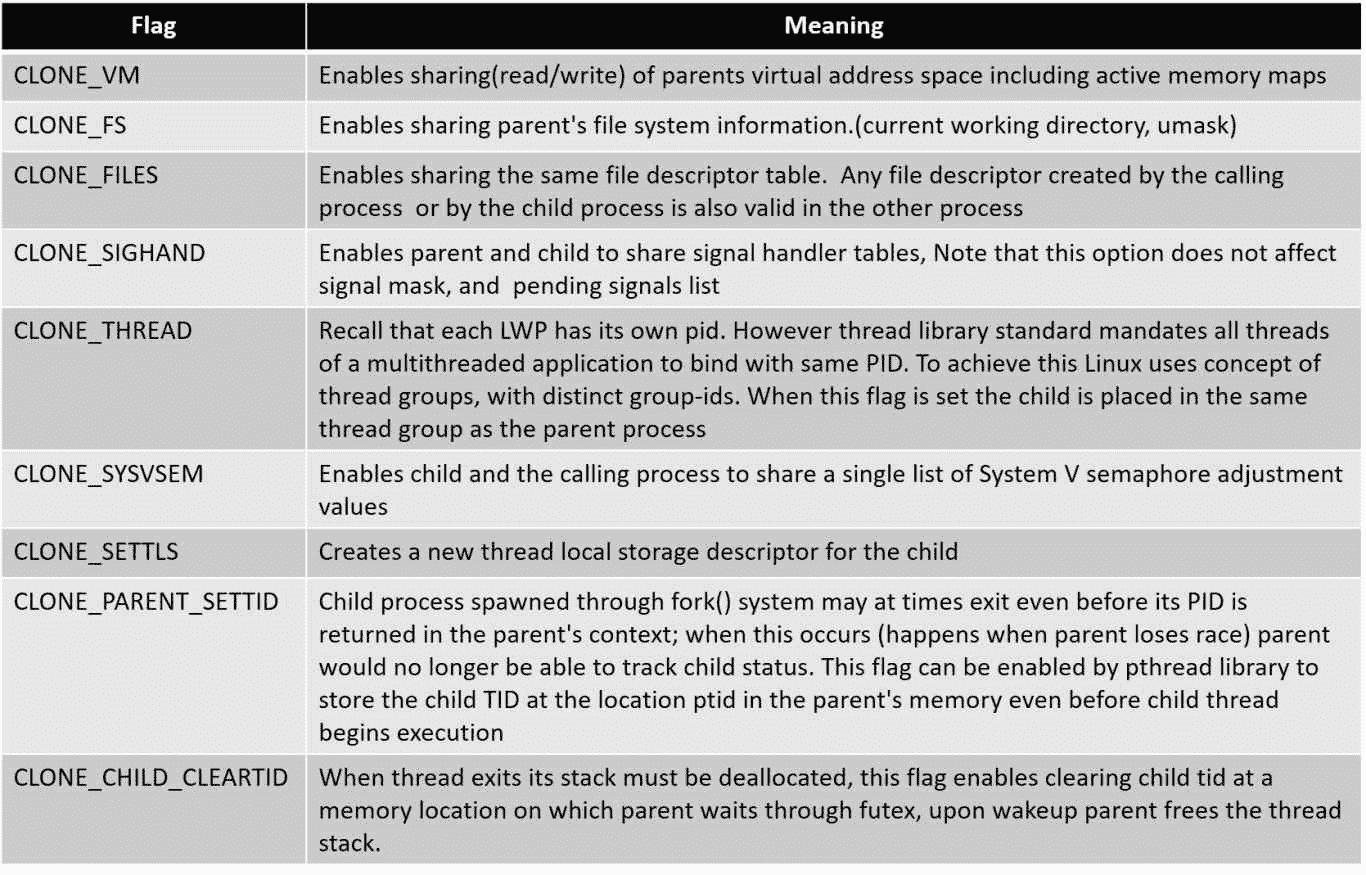 Flag Meaning
CLONE_VM Enables sharing(read/write) of parents virtual address space including active memory maps
CLONE_FS Enables sharing parent's file system information.(current working directory, umask)
CLONE_FILES Enables sharing the same file descriptor table.  Any file descriptor created by the calling
process  or by the child process is also valid in the other process
CLONE_SIGHAND Enables parent and child to share signal handler tables, Note that this option does not affect
signal mask, and  pending signals list
CLONE_THREAD Recall that each LWP has its own pid. However thread library standard mandates all threads
of a multithreaded application to bind with same PID. To achieve this Linux uses concept of
thread groups, with distinct group-ids. When this flag is set the child is placed in the same
thread group as the parent process
CLONE_SYSVSEM Enables child and the calling process to share a single list of System V semaphore adjustment
values
CLONE_SETTLS Creates a new thread local storage descriptor for the child
CLONE_PARENT_SETTID Child process spawned through fork() system may at times exit even before its PID is
returned in the parent's context; when this occurs (happens when parent loses race) parent
would no longer be able to track child status. This flag can be enabled by pthread library to
store the child TID at the location ptid in the parent's memory even before child thread
begins execution
CLONE_CHILD_CLEARTID When thread exits its stack must be deallocated, this flag enables clearing child tid at a
memory location on which parent waits through futex, upon wakeup parent frees the thread
stack.